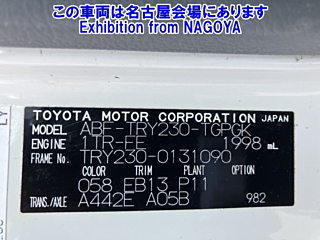 この車両は名古屋会場にあります
Exhibition from NAGOYA
TOYOTA MOTOR CORPORATION JAPAN
MODEL ABF-TRY230-TGPGK
ENGINE 1TR-FE 1998 mL
FRAME NO. TRY230-0131090
COLOR TRIM PLANT OPTION
058 EB13 P11
TRANS./AXLE A442E A05B 982